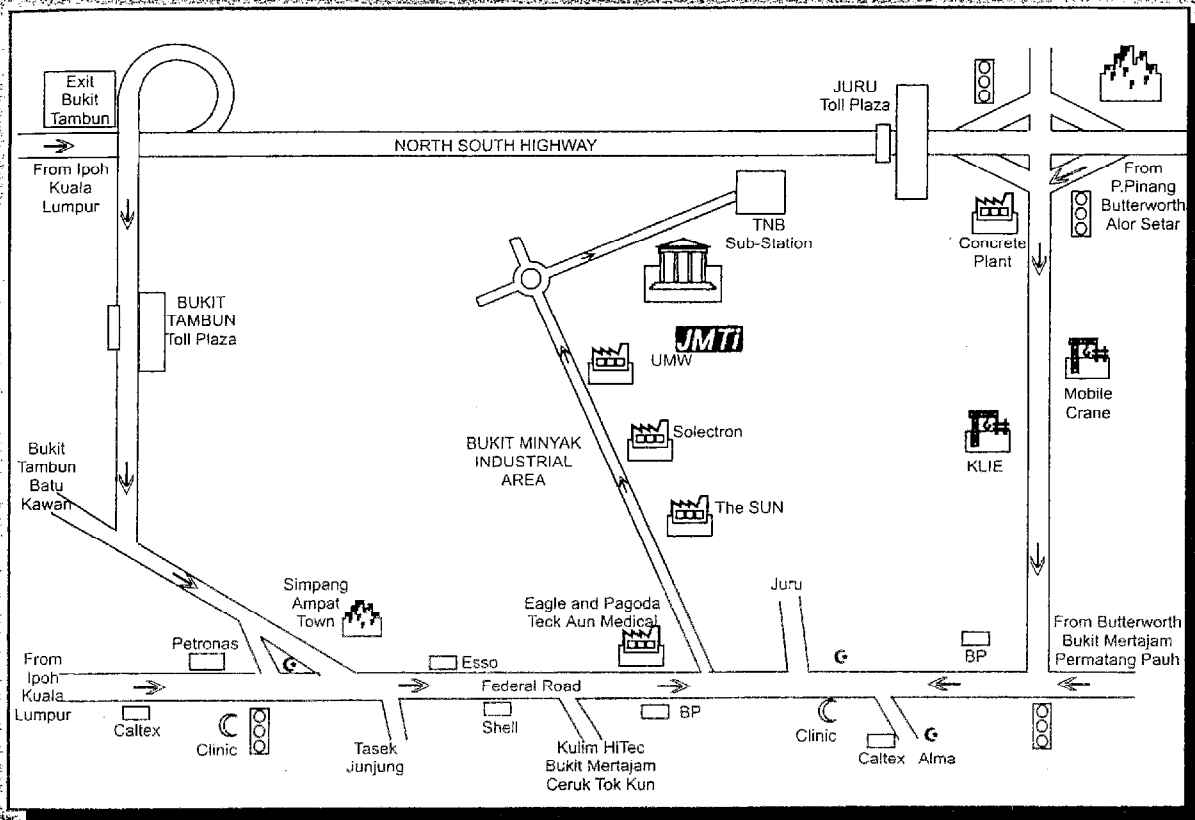 Exit
Bukit
Tambun
JURU
Toll Plaza
NORTH SOUTH HIGHWAY
From Ipoh
Kuala
Lumpur
From
P.Pinang
Butterworth
Alor Setar
TNB
Sub-Station
Concrete
Plant
BUKIT
TAMBUN
Toll Plaza
JMTi
UMW
Mobile
Crane
Solectron
BUKIT MINYAK
INDUSTRIAL
AREA
KLIE
Bukit
Tambun
Batu
Kawan
The SUN
Simpang
Ampat
Town
Juru
Eagle and Pagoda
Teck Aun Medical
From Butterworth
Bukit Mertajam
Permatang Pauh
Petronas
Esso
BP
From
Ipoh
Kuala
Lumpur
Federal Road
Caltex
Clinic
Shell
BP
Clinic
Caltex
Alma
Tasek
Junjung
Kulim HiTec
Bukit Mertajam
Ceruk Tok Kun